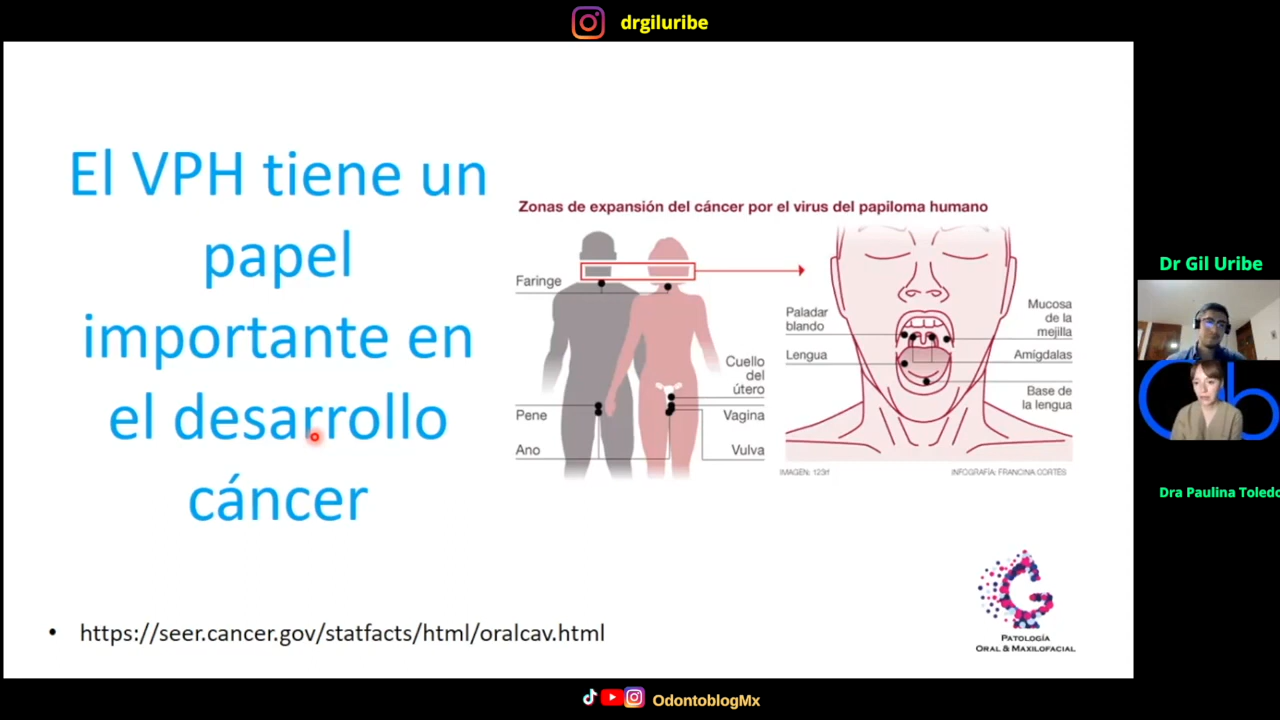 drgiluribe
El VPH tiene un
papel
importante en
el desarrollo
cáncer
Zonas de expansión del cáncer por el virus del papiloma humano
Faringe
Cuello
del
útero
Pene
Vagina
Ano
Vulva
Paladar
blando
Lengua
Mucosa
de la
mejilla
Amígdalas
Base de
la lengua
IMAGEN: 123rf
INFOGRAFÍA: FRANCINA CORTÉS
• https://seer.cancer.gov/statfacts/html/oralcav.html
G
PATOLOGÍA
ORAL & MAXILOFACIAL
Dr Gil Uribe
Dra Paulina Toledo
OdontoblogMx